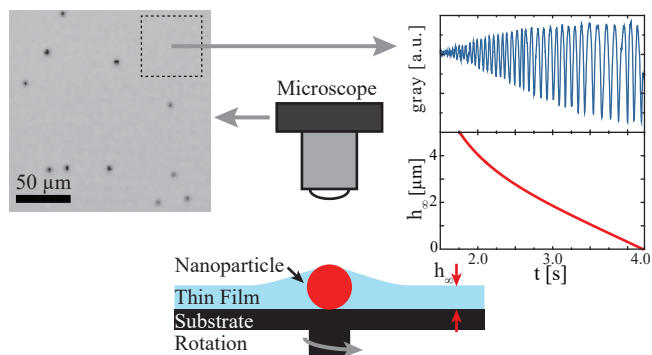 Microscope
50 µm
gray [a.u.]
h∞ [µm]
4
2
0
2.0
3.0
4.0
t [s]
Nanoparticle
h∞
Thin Film
Substrate
Rotation